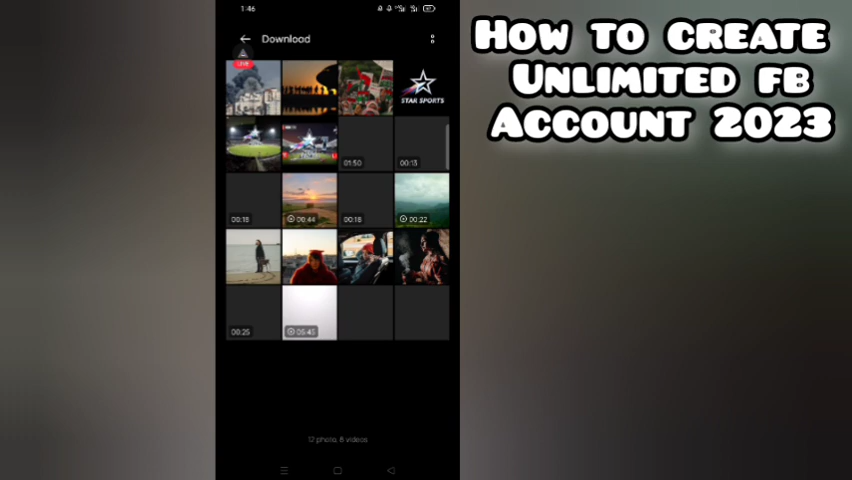 1:46
Download
How to create
Unlimited fb
Account 2023
LIVE
STAR SPORTS
01:50
00:13
00:18
00:44
00:18
00:22
00:25
05:45
12 photo, 8 videos